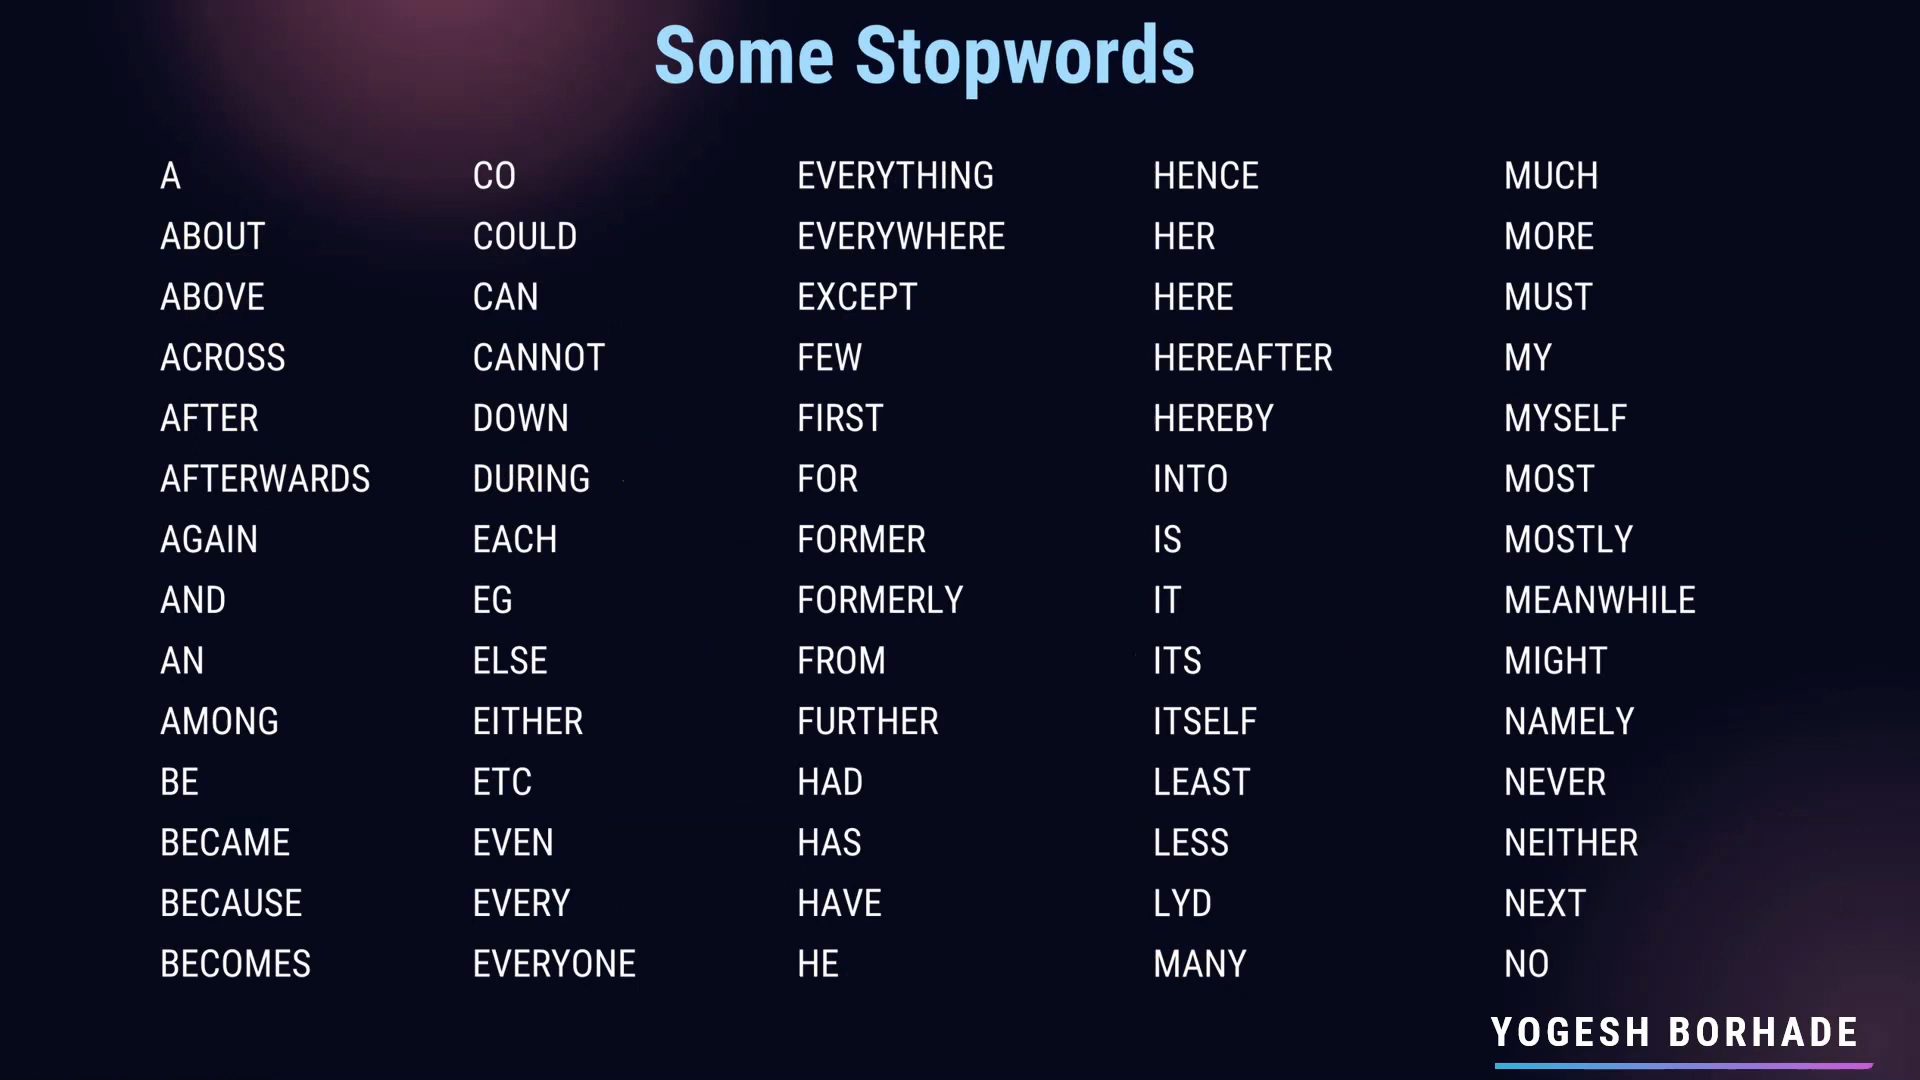 Some Stopwords
A
ABOUT
ABOVE
ACROSS
AFTER
AFTERWARDS
AGAIN
AND
AN
AMONG
BE
BECAME
BECAUSE
BECOMES
CO
COULD
CAN
CANNOT
DOWN
DURING
EACH
EG
ELSE
EITHER
ETC
EVEN
EVERY
EVERYONE
EVERYTHING
EVERYWHERE
EXCEPT
FEW
FIRST
FOR
FORMER
FORMERLY
FROM
FURTHER
HAD
HAS
HAVE
HE
HENCE
HER
HERE
HEREAFTER
HEREBY
INTO
IS
IT
ITS
ITSELF
LEAST
LESS
LYD
MANY
MUCH
MORE
MUST
MY
MYSELF
MOST
MOSTLY
MEANWHILE
MIGHT
NAMELY
NEVER
NEITHER
NEXT
NO
YOGESH BORHADE